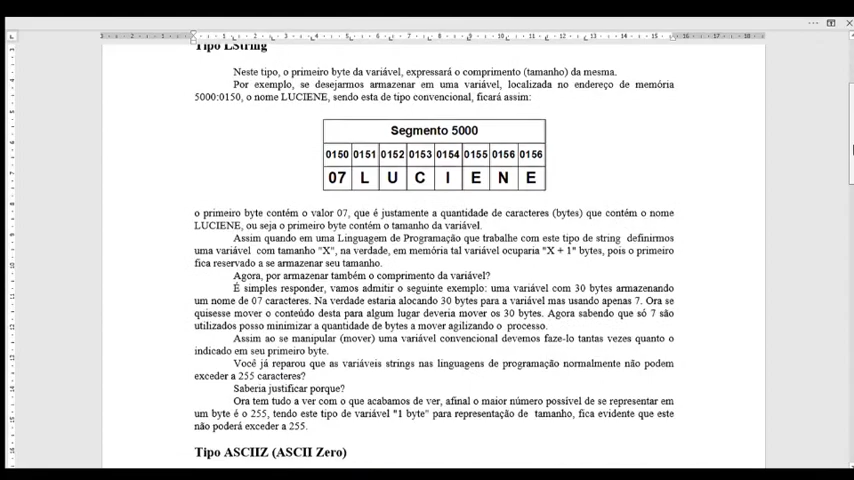 Tipo LString
Neste tipo, o primeiro byte da variável, expressará o comprimento (tamanho) da mesma.
Por exemplo, se desejarmos armazenar em uma variável, localizada no endereço de memória
5000:0150, o nome LUCIENE, sendo esta de tipo convencional, ficará assim:
Segmento 5000
0150 0151 0152 0153 0154 0155 0156 0156
07 L U C I E N E
o primeiro byte contém o valor 07, que é justamente a quantidade de caracteres (bytes) que contém o nome
LUCIENE, ou seja o primeiro byte contém o tamanho da variável.
Assim quando em uma Linguagem de Programação que trabalhe com este tipo de string definirmos
uma variável com tamanho "X", na verdade, em memória tal variável ocuparia "X + 1" bytes, pois o primeiro
fica reservado a se armazenar seu tamanho.
Agora, por armazenar também o comprimento da variável?
É simples responder, vamos admitir o seguinte exemplo: uma variável com 30 bytes armazenando
um nome de 07 caracteres. Na verdade estaria alocando 30 bytes para a variável mas usando apenas 7. Ora se
quisesse mover o conteúdo desta para algum lugar deveria mover os 30 bytes. Agora sabendo que só 7 são
utilizados posso minimizar a quantidade de bytes a mover agilizando o processo.
Assim ao se manipular (mover) uma variável convencional devemos faze-lo tantas vezes quanto o
indicado em seu primeiro byte.
Você já reparou que as variáveis strings nas linguagens de programação normalmente não podem
exceder a 255 caracteres?
Saberia justificar porque?
Ora tem tudo a ver com o que acabamos de ver, afinal o maior número possível de se representar em
um byte é o 255, tendo este tipo de variável "1 byte" para representação de tamanho, fica evidente que este
não poderá exceder a 255.
Tipo ASCIIZ (ASCII Zero)